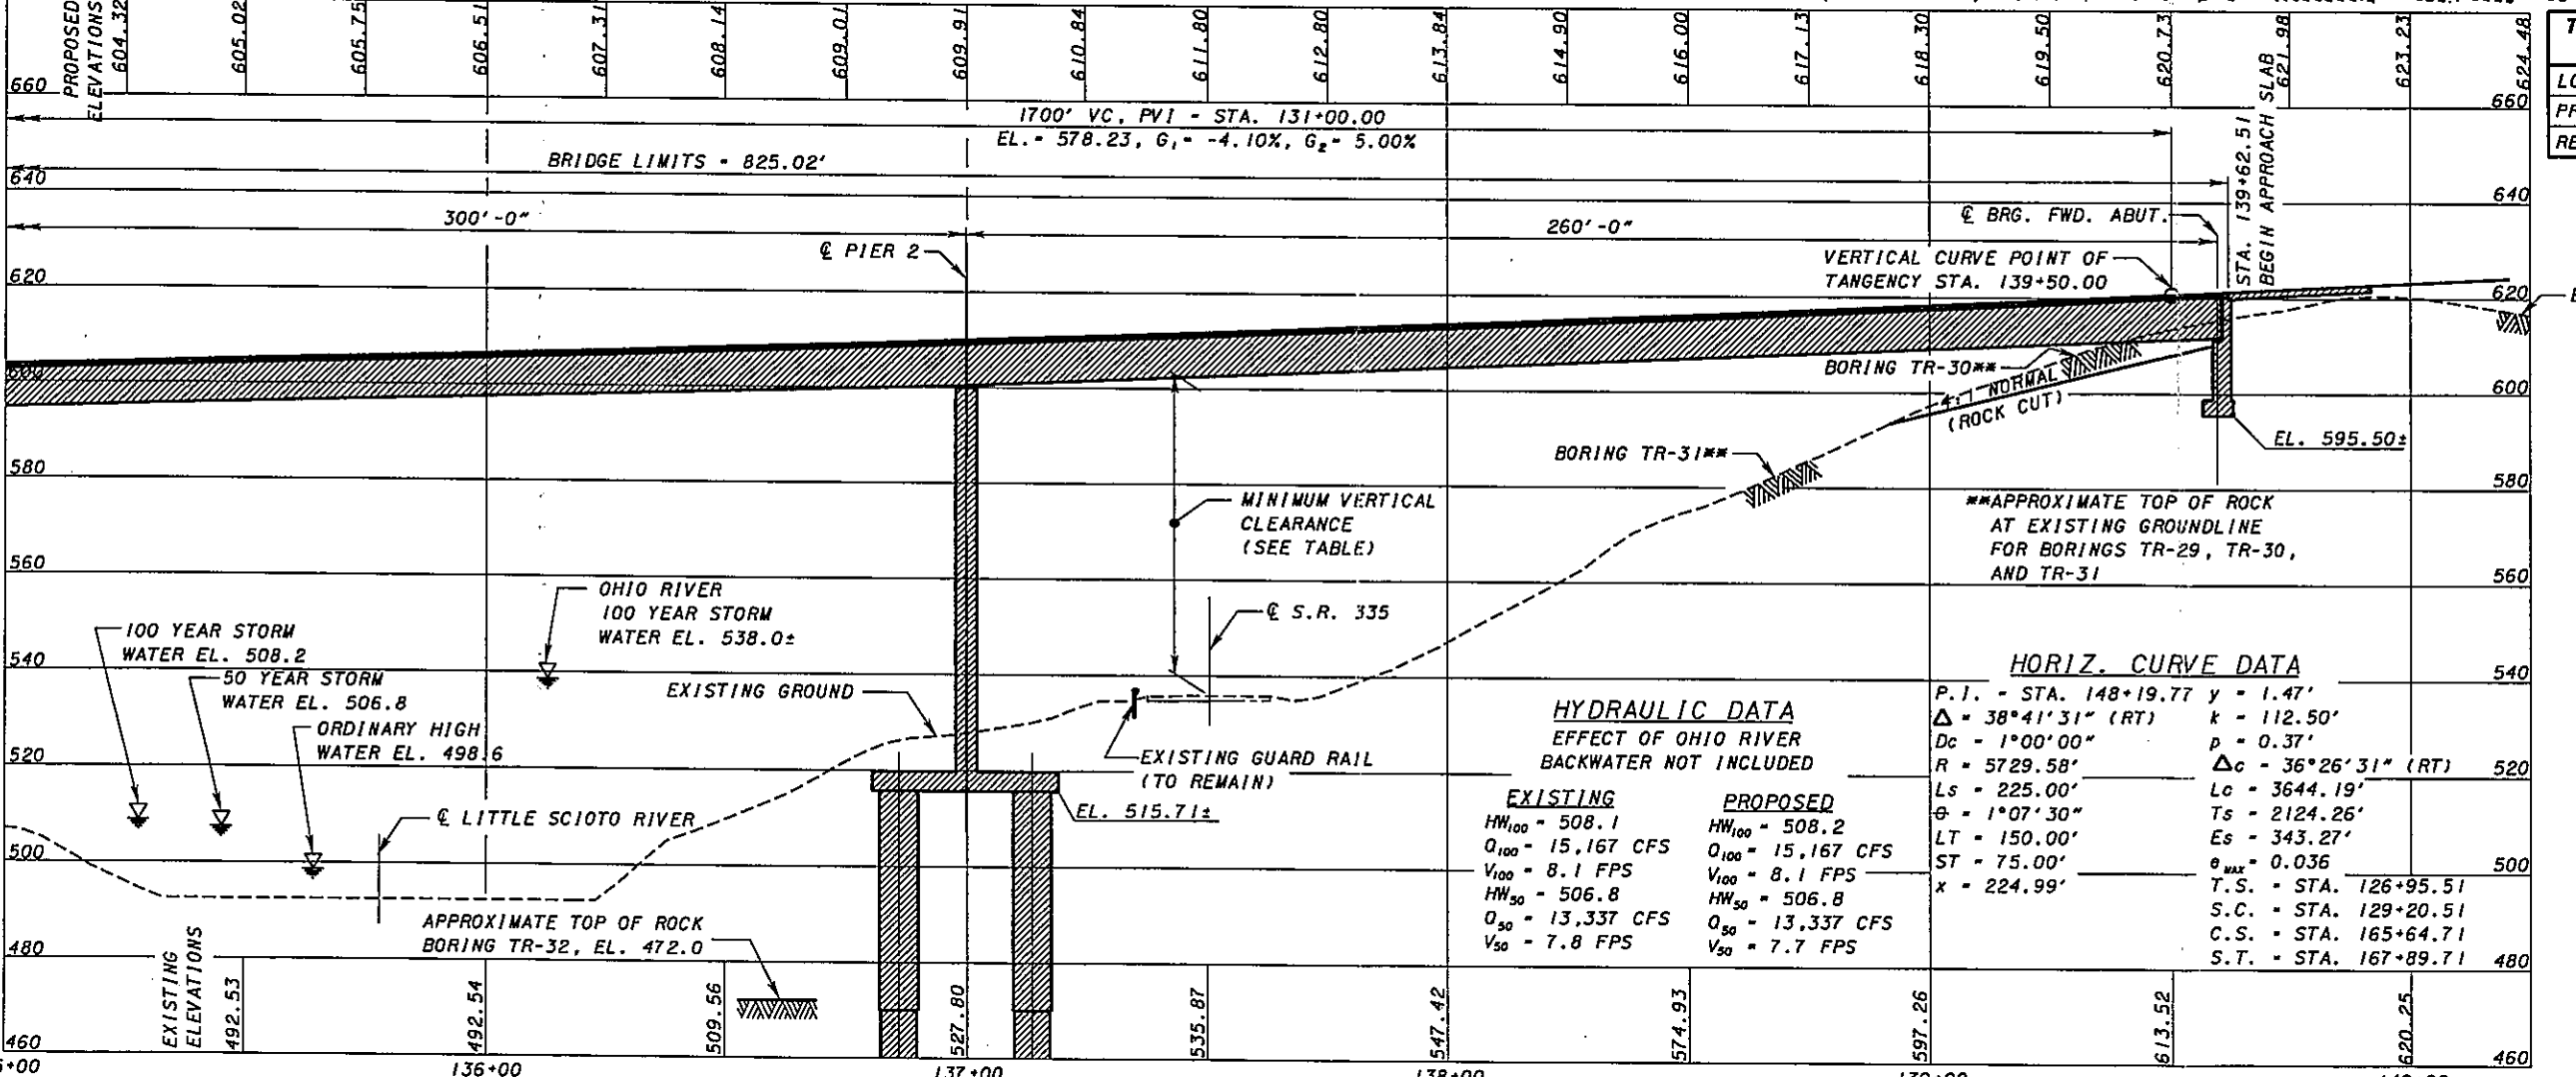 PROPOSED
ELEVATIONS
604.32
605.02
605.75
606.51
607.31
608.14
609.01
609.91
610.84
611.80
612.80
613.84
614.90
616.00
617.13
618.30
619.50
620.73
621.98
623.23
624.48
660
660
1700' VC, PVI - STA. 131+00.00
EL.= 578.23, G₁= -4.10%, G₂= 5.00%
BRIDGE LIMITS = 825.02'
STA. 139+62.51
BEGIN APPROACH SLAB
LO
PR
RE
640
640
300'-0"
260'-0"
℄ PIER 2
℄ BRG. FWD. ABUT.
VERTICAL CURVE POINT OF
TANGENCY STA. 139+50.00
620
620
BORING TR-30**
NORMAL
(ROCK CUT)
600
600
EL. 595.50±
BORING TR-31**
580
580
MINIMUM VERTICAL
CLEARANCE
(SEE TABLE)
**APPROXIMATE TOP OF ROCK
AT EXISTING GROUNDLINE
FOR BORINGS TR-29, TR-30,
AND TR-31
560
560
OHIO RIVER
100 YEAR STORM
WATER EL. 538.0±
℄ S.R. 335
100 YEAR STORM
WATER EL. 508.2
540
540
50 YEAR STORM
WATER EL. 506.8
EXISTING GROUND
ORDINARY HIGH
WATER EL. 498.6
EXISTING GUARD RAIL
(TO REMAIN)
520
520
EL. 515.71±
℄ LITTLE SCIOTO RIVER
500
500
APPROXIMATE TOP OF ROCK
BORING TR-32, EL. 472.0
480
480
HYDRAULIC DATA
EFFECT OF OHIO RIVER
BACKWATER NOT INCLUDED
EXISTING
HW₁₀₀ = 508.1
Q₁₀₀ = 15,167 CFS
V₁₀₀ = 8.1 FPS
HW₅₀ = 506.8
Q₅₀ = 13,337 CFS
V₅₀ = 7.8 FPS
PROPOSED
HW₁₀₀ = 508.2
Q₁₀₀ = 15,167 CFS
V₁₀₀ = 8.1 FPS
HW₅₀ = 506.8
Q₅₀ = 13,337 CFS
V₅₀ = 7.7 FPS
HORIZ. CURVE DATA
P.I. = STA. 148+19.77
Δ = 38°41'31" (RT)
Dc = 1°00'00"
R = 5729.58'
Ls = 225.00'
θ = 1°07'30"
LT = 150.00'
ST = 75.00'
x = 224.99'
y = 1.47'
k = 112.50'
p = 0.37'
Δc = 36°26'31" (RT)
Lc = 3644.19'
Ts = 2124.26'
Es = 343.27'
e MAX = 0.036
T.S. = STA. 126+95.51
S.C. = STA. 129+20.51
C.S. = STA. 165+64.71
S.T. = STA. 167+89.71
EXISTING
ELEVATIONS
492.53
492.54
509.56
527.80
535.87
547.42
574.93
597.26
613.52
620.25
460
460
136+00
137+00
138+00